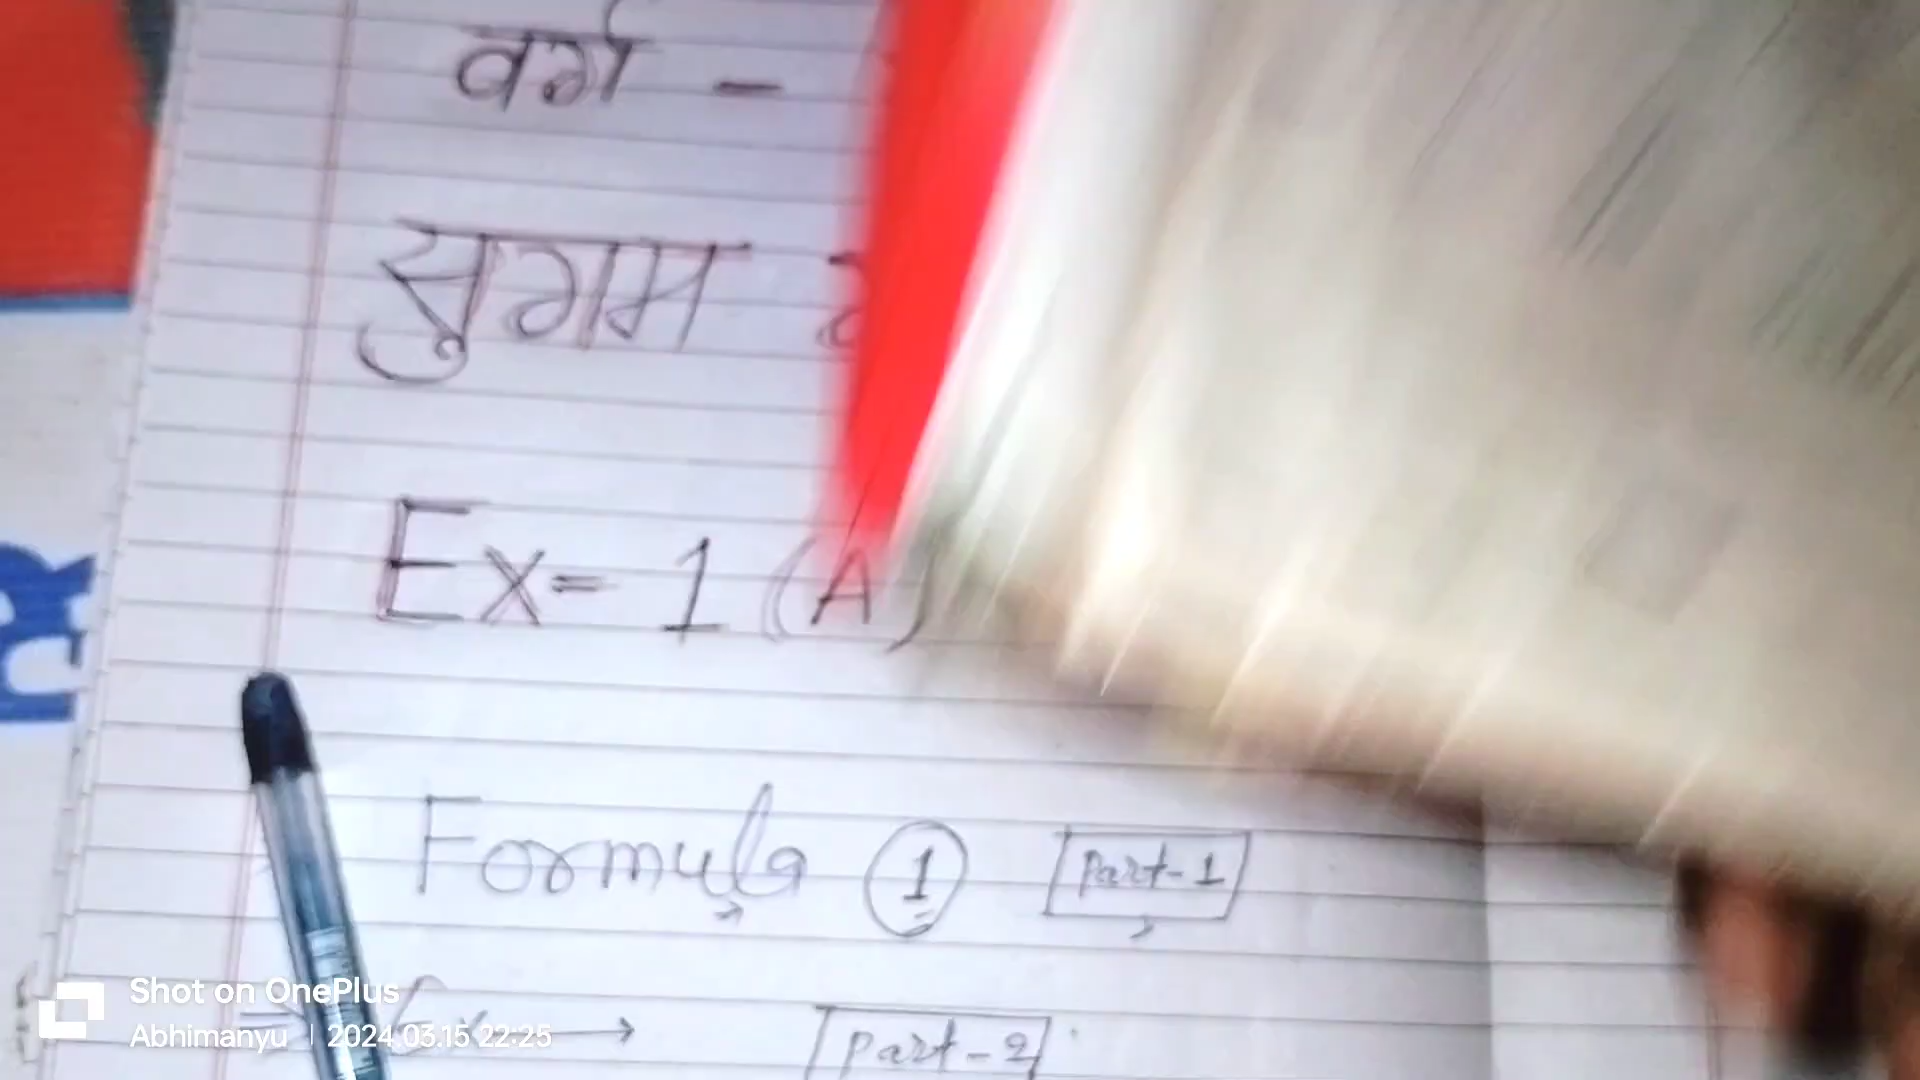 वर्ग -
सुगम
Ex- 1 (A)
Formula 1 Part-1
Ex → Part-2
Shot on OnePlus
Abhimanyu | 2024.03.15 22:25